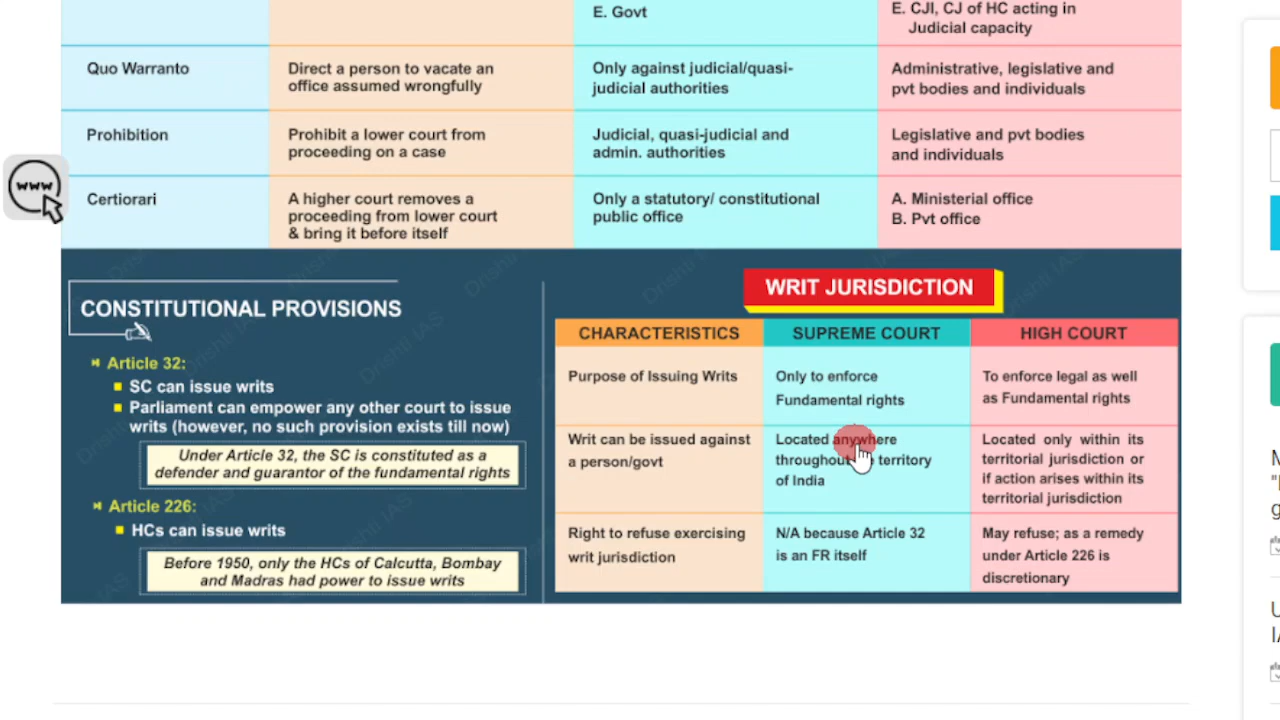 E. Govt
E. CJI, CJ of HC acting in
Judicial capacity
Quo Warranto
Direct a person to vacate an
office assumed wrongfully
Only against judicial/quasi-
judicial authorities
Administrative, legislative and
pvt bodies and individuals
Prohibition
Prohibit a lower court from
proceeding on a case
Judicial, quasi-judicial and
admin. authorities
Legislative and pvt bodies
and individuals
www
Certiorari
A higher court removes a
proceeding from lower court
& bring it before itself
Only a statutory/ constitutional
public office
A. Ministerial office
B. Pvt office
CONSTITUTIONAL PROVISIONS
Article 32:
SC can issue writs
Parliament can empower any other court to issue
writs (however, no such provision exists till now)
Under Article 32, the SC is constituted as a
defender and guarantor of the fundamental rights
Article 226:
HCs can issue writs
Before 1950, only the HCs of Calcutta, Bombay
and Madras had power to issue writs
WRIT JURISDICTION
CHARACTERISTICS
SUPREME COURT
HIGH COURT
Purpose of Issuing Writs
Only to enforce
Fundamental rights
To enforce legal as well
as Fundamental rights
Writ can be issued against
a person/govt
Located anywhere
throughout territory
of India
Located only within its
territorial jurisdiction or
if action arises within its
territorial jurisdiction
Right to refuse exercising
writ jurisdiction
N/A because Article 32
is an FR itself
May refuse; as a remedy
under Article 226 is
discretionary
Drishti IAS